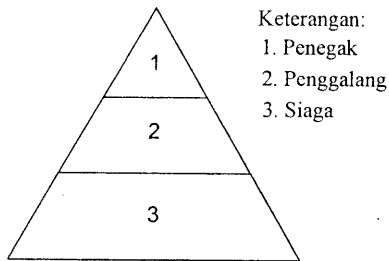 Keterangan:
1. Penegak
2. Penggalang
3. Siaga
1
2
3